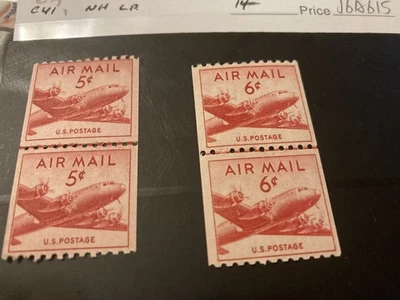 C41, NH LR
14-
Price
AIR MAIL
5¢
U.S. POSTAGE
AIR MAIL
5¢
U.S. POSTAGE
AIR MAIL
6¢
U.S. POSTAGE
AIR MAIL
6¢
U.S. POSTAGE